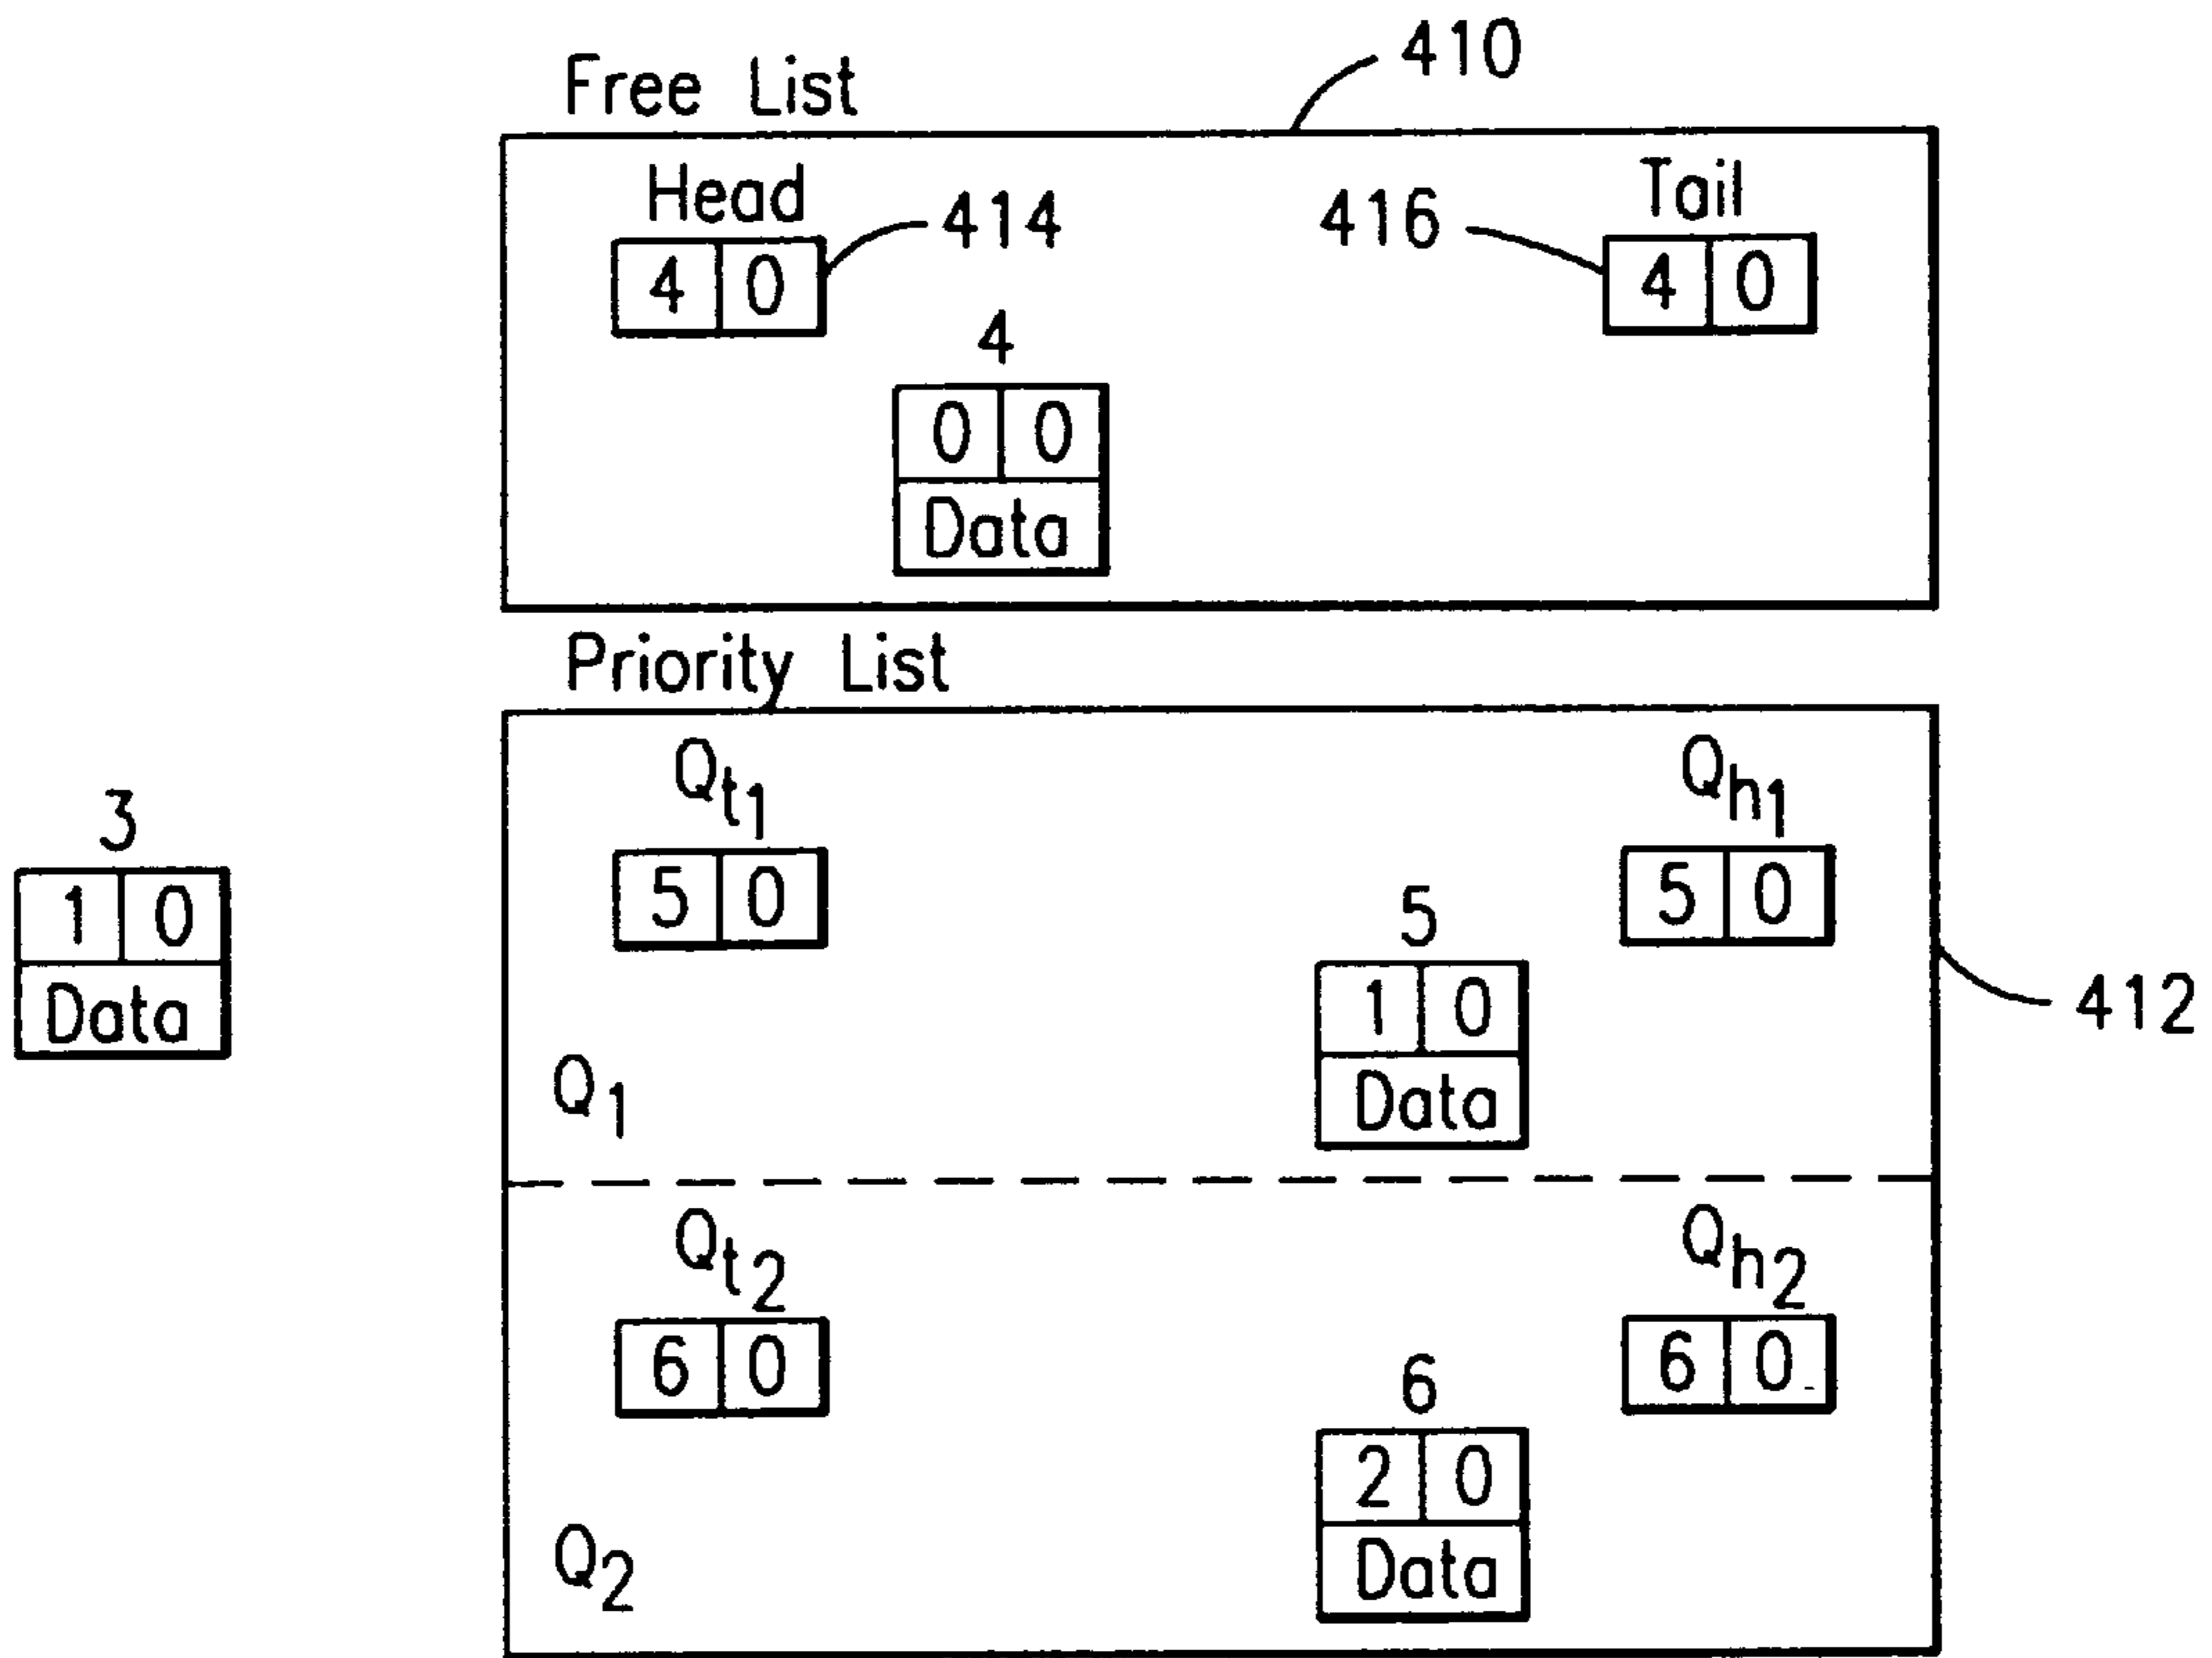 410
Free List
Head
414
416
Tail
4 0
4 0
4
0 0
Data
Priority List
Qt1
Qh1
3
5 0
5 0
1 0
5
Data
1 0
412
Data
Q1
Qt2
Qh2
6 0
6 0
6
2 0
Data
Q2